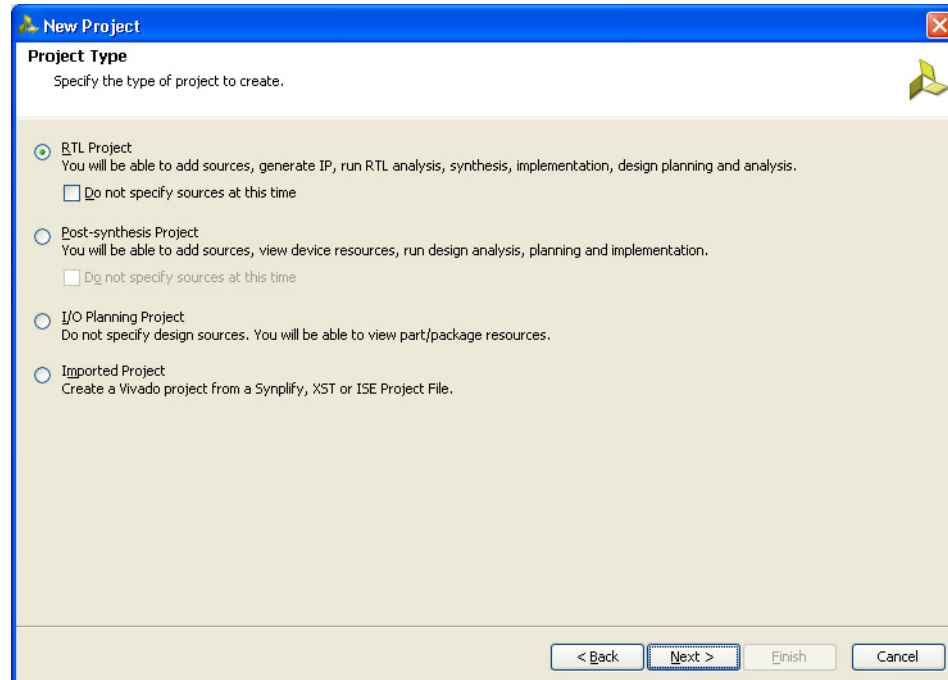 New Project
Project Type
Specify the type of project to create.
RTL Project
You will be able to add sources, generate IP, run RTL analysis, synthesis, implementation, design planning and analysis.
Do not specify sources at this time
Post-synthesis Project
You will be able to add sources, view device resources, run design analysis, planning and implementation.
Do not specify sources at this time
I/O Planning Project
Do not specify design sources. You will be able to view part/package resources.
Imported Project
Create a Vivado project from a Synplify, XST or ISE Project File.
< Back Next > Finish Cancel